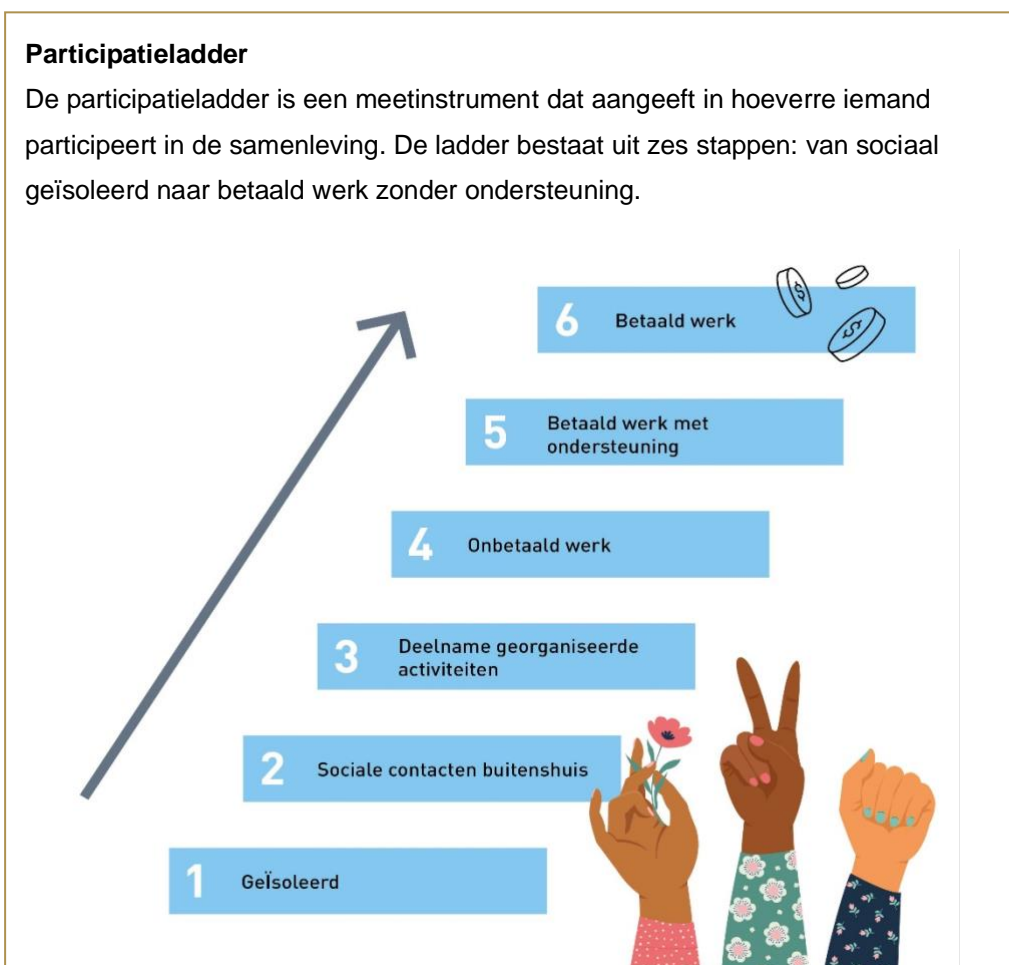 Participatieladder
De participatieladder is een meetinstrument dat aangeeft in hoeverre iemand
participeert in de samenleving. De ladder bestaat uit zes stappen: van sociaal
geïsoleerd naar betaald werk zonder ondersteuning.
6 Betaald werk
$
$
5 Betaald werk met
ondersteuning
4 Onbetaald werk
3 Deelname georganiseerde
activiteiten
2 Sociale contacten buitenshuis
1 GeÏsoleerd